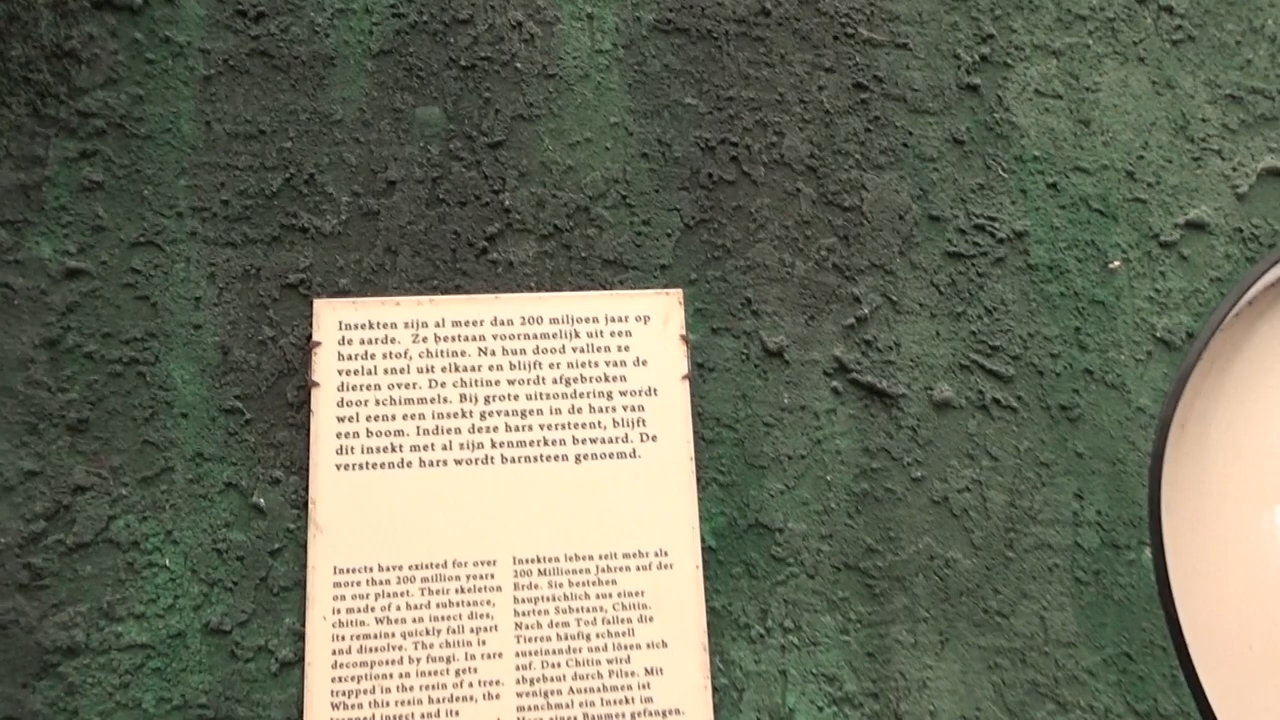 Insekten zijn al meer dan 200 miljoen jaar op
de aarde. Ze bestaan voornamelijk uit een
harde stof, chitine. Na hun dood vallen ze
veelal snel uit elkaar en blijft er niets van de
dieren over. De chitine wordt afgebroken
door schimmels. Bij grote uitzondering wordt
wel eens een insekt gevangen in de hars van
een boom. Indien deze hars versteent, blijft
dit insekt met al zijn kenmerken bewaard. De
versteende hars wordt barnsteen genoemd.
Insects have existed for over
more than 200 million years
on our planet. Their skeleton
is made of a hard substance,
chitin. When an insect dies,
its remains quickly fall apart
and dissolve. The chitin is
decomposed by fungi. In rare
exceptions an insect gets
trapped in the resin of a tree.
When this resin hardens, the
trapped insect and its
Insekten leben seit mehr als
200 Millionen Jahren auf der
Erde. Sie bestehen
hauptsächlich aus einer
harten Substanz, Chitin.
Nach dem Tod fallen die
Tieren häufig schnell
auseinander und lösen sich
auf. Das Chitin wird
abgebaut durch Pilse. Mit
wenigen Ausnahmen ist
manchmal ein Insekt im
Harz eines Baumes gefangen.